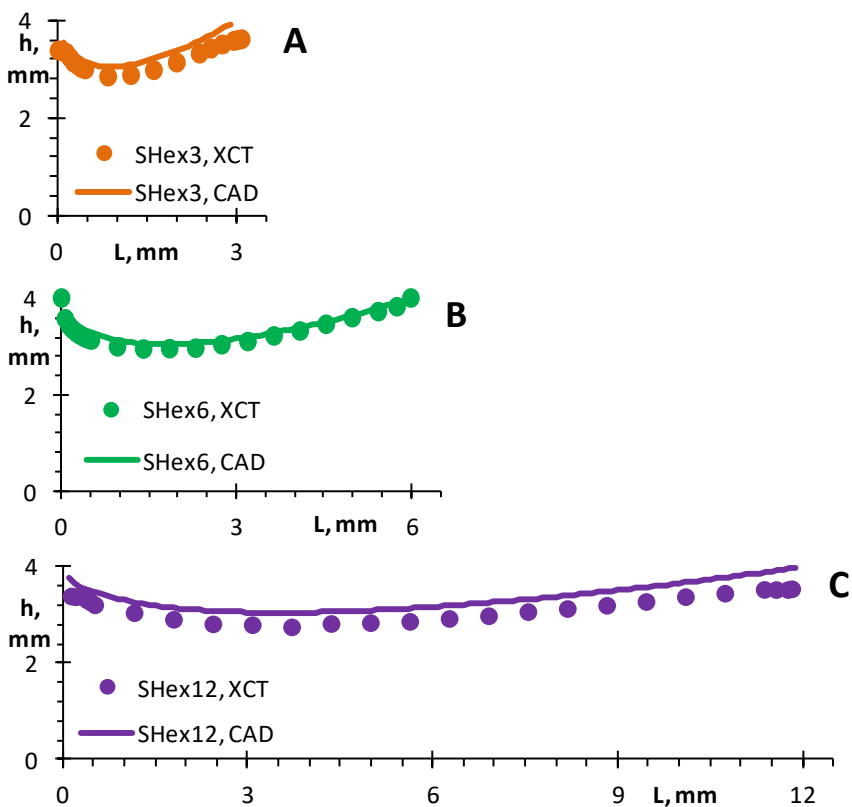 4
h,
mm
A
2
SHex3, XCT
SHex3, CAD
0
0
L, mm
3
4
h,
mm
B
2
SHex6, XCT
SHex6, CAD
0
0
3
L, mm
6
4
h,
mm
C
2
SHex12, XCT
SHex12, CAD
0
0
3
6
9
L, mm
12